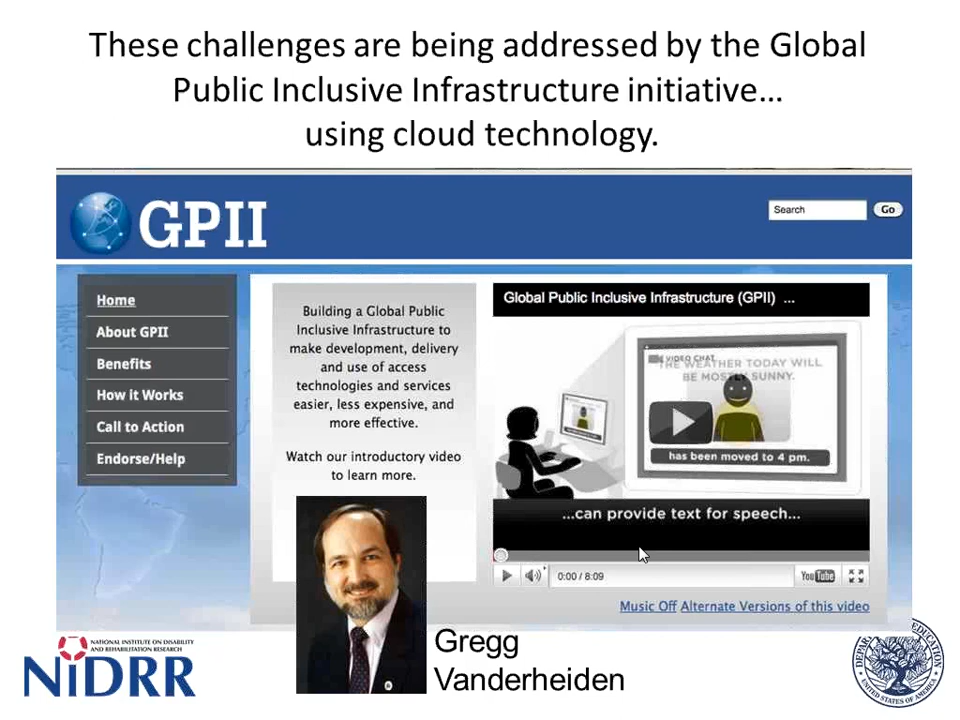 These challenges are being addressed by the Global
Public Inclusive Infrastructure initiative…
using cloud technology.
GPII
Search
Go
Home
About GPII
Benefits
How it Works
Call to Action
Endorse/Help
Building a Global Public
Inclusive Infrastructure to
make development, delivery
and use of access
technologies and services
easier, less expensive, and
more effective.
Watch our introductory video
to learn more.
Global Public Inclusive Infrastructure (GPII) ...
VIDEO CHAT
THE WEATHER TODAY WILL
BE MOSTLY SUNNY.
has been moved to 4 pm.
...can provide text for speech...
0:00 / 8:09
YouTube
Music Off Alternate Versions of this video
NATIONAL INSTITUTE ON DISABILITY
AND REHABILITATION RESEARCH
NIDRR
Gregg
Vanderheiden
EDUCATION
UNITED STATES OF AMERICA